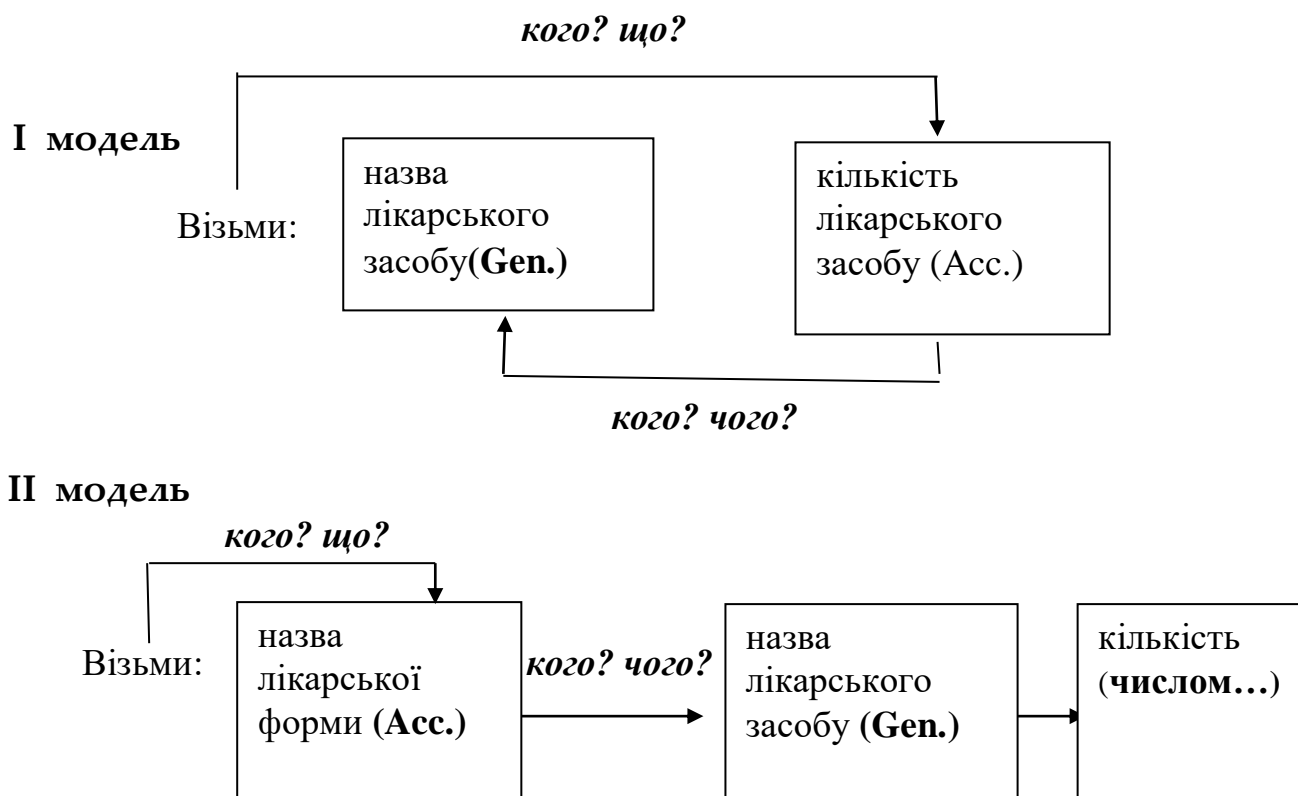 кого? що?
І модель
Візьми:
назва
лікарського
засобу(Gen.)
кількість
лікарського
засобу (Acc.)
кого? чого?
ІІ модель
кого? що?
Візьми:
назва
лікарської
форми (Acc.)
кого? чого?
назва
лікарського
засобу (Gen.)
кількість
(числом…)